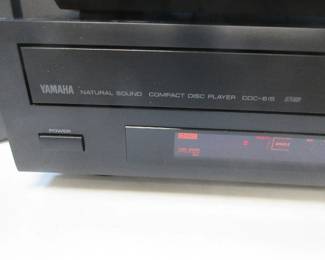 YAMAHA NATURAL SOUND COMPACT DISC PLAYER CDC-615
POWER